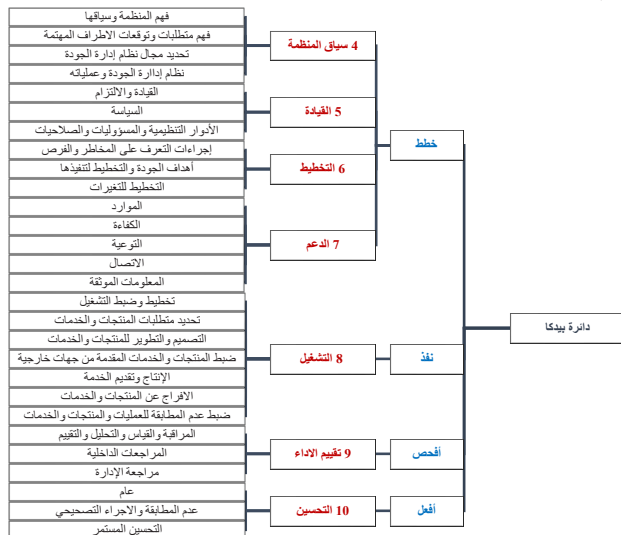 دائرة بيدكا
خطط
4 سياق المنظمة
فهم المنظمة وسياقها
فهم متطلبات وتوقعات الاطراف المهتمة
تحديد مجال نظام إدارة الجودة
نظام إداارة الجودة وعملياته
5 القيادة
القيادة والالتزام
السياسة
الأدوار التنظيمية والمسؤوليات والصلاحيات
6 التخطيط
إجراءات التعرف على المخاطر والفرص
أهداف الجودة والتخطيط لتنفيذها
التخطيط للتغيرات
7 الدعم
الموارد
الكفاءة
التوعية
الاتصال
المعلومات الموثقة
نفذ
8 التشغيل
تخطيط وضبط التشغيل
تحديد متطلبات المنتجات والخدمات
التصميم والتطوير للمنتجات والخدمات
ضبط المنتجات والخدمات المقدمة من جهات خارجية
الإنتاج وتقديم الخدمة
الافراج عن المنتجات والخدمات
ضبط عدم المطابقة للعمليات والمنتجات والخدمات
أفحص
9 تقييم الاداء
المراقبة والقياس والتحليل والتقييم
المراجعات الداخلية
مراجعة الإدارة
أفعل
10 التحسين
عام
عدم المطابقة والاجراء التصحيحي
التحسين المستمر